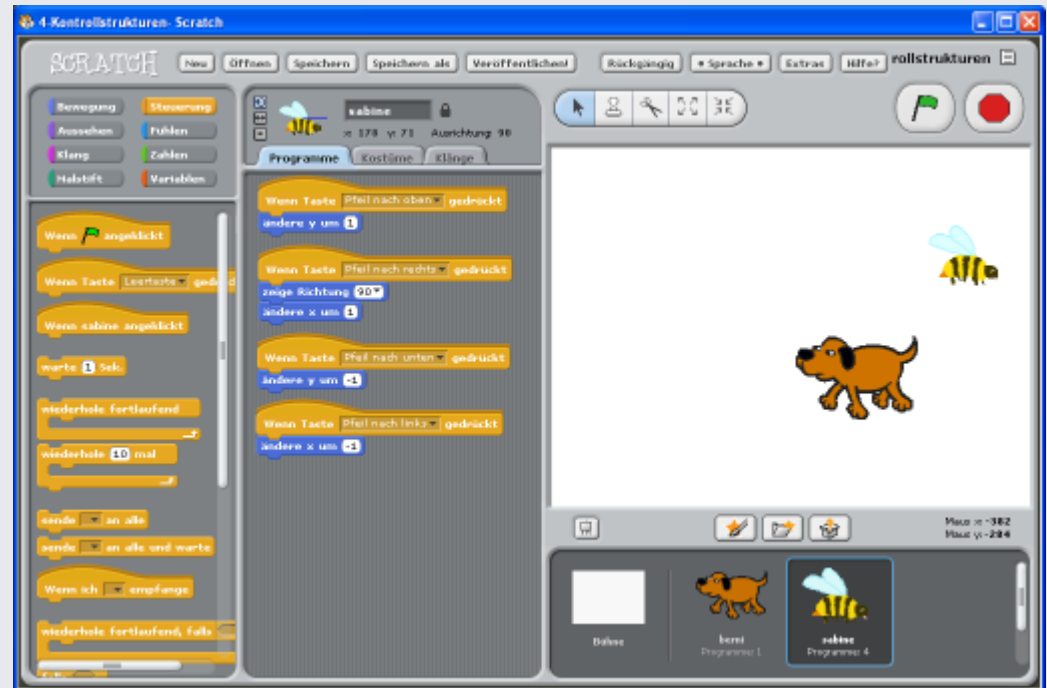 4-Kontrollstrukturen- Scratch
SCRATCH
Neu
Öffnen
Speichern
Speichern als
Veröffentlichen!
Rückgängig
Sprache
Extras
Hilfe?
rollstrukturen
Bewegung
Steuerung
Aussehen
Fühlen
Klang
Zahlen
Malstift
Variablen
Wenn angeklickt
Wenn Taste Leertaste ged
Wenn sabine angeklickt
warte 1 Sek.
wiederhole fortlaufend
wiederhole 10 mal
sende an alle
sende an alle und warte
Wenn ich empfange
wiederhole fortlaufend, falls
sabine
x: 178 y: 71 Ausrichtung: 90
Programme
Kostüme
Klänge
Wenn Taste Pfeil nach oben gedrückt
ändere y um 1
Wenn Taste Pfeil nach rechts gedrückt
zeige Richtung 90
ändere x um 1
Wenn Taste Pfeil nach unten gedrückt
ändere y um -1
Wenn Taste Pfeil nach links gedrückt
ändere x um -1
Maus x: -382
Maus y: -284
Bühne
berni
Programme: 1
sabine
Programme: 4